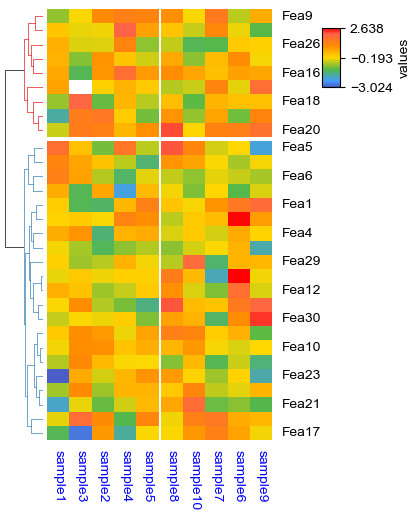 Fea9
Fea26
Fea16
Fea18
Fea20
Fea5
Fea6
Fea1
Fea4
Fea29
Fea12
Fea30
Fea10
Fea23
Fea21
Fea17
sample1
sample3
sample2
sample4
sample5
sample8
sample10
sample7
sample6
sample9
2.638
−0.193
−3.024
values